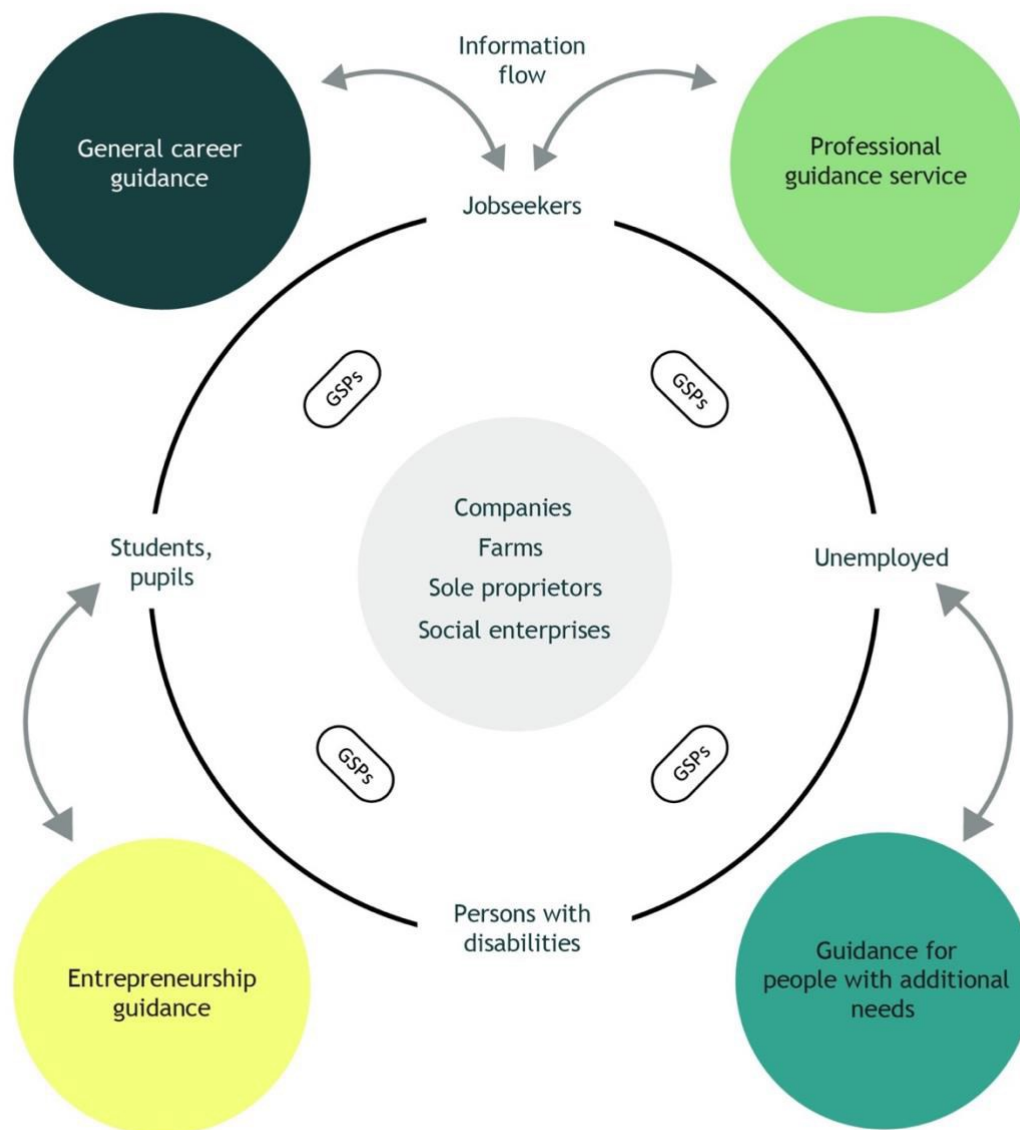 Information
flow
General career
guidance
Professional
guidance service
Jobseekers
GSPs
GSPs
Companies
Farms
Sole proprietors
Social enterprises
Students,
pupils
Unemployed
GSPs
GSPs
Persons with
disabilities
Entrepreneurship
guidance
Guidance for
people with additional
needs